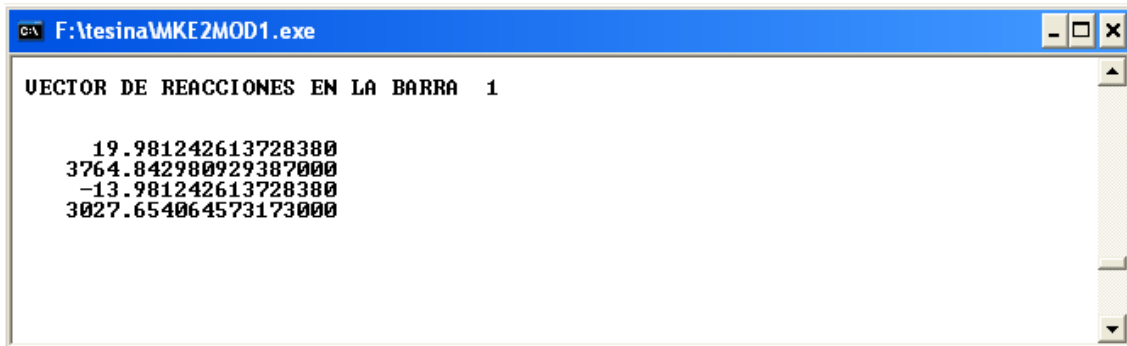 F:\tesina\MKE2MOD1.exe
VECTOR DE REACCIONES EN LA BARRA 1
19.981242613728380
3764.842980929387000
-13.981242613728380
3027.654064573173000